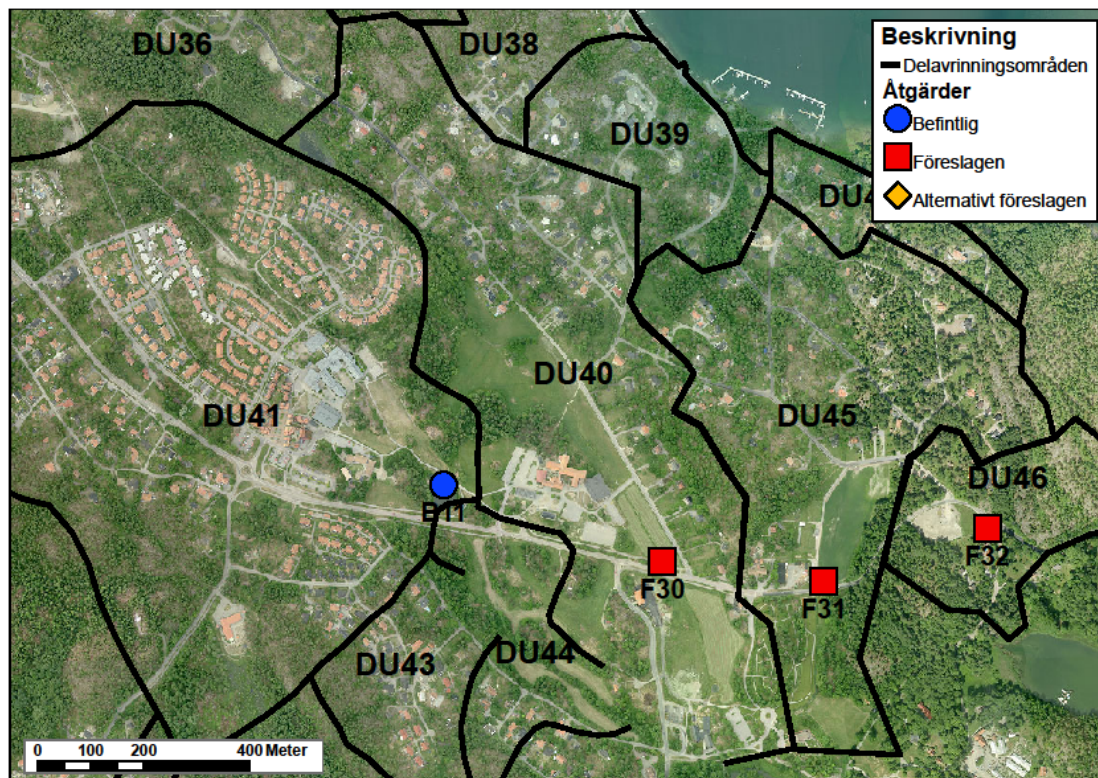 DU36
DU38
Beskrivning
Delavrinningsområden
Åtgärder
Befintlig
Föreslagen
Alternativt föreslagen
DU39
DU40
DU41
DU45
DU46
B11
F30
F31
F32
DU43
DU44
0 100 200 400 Meter